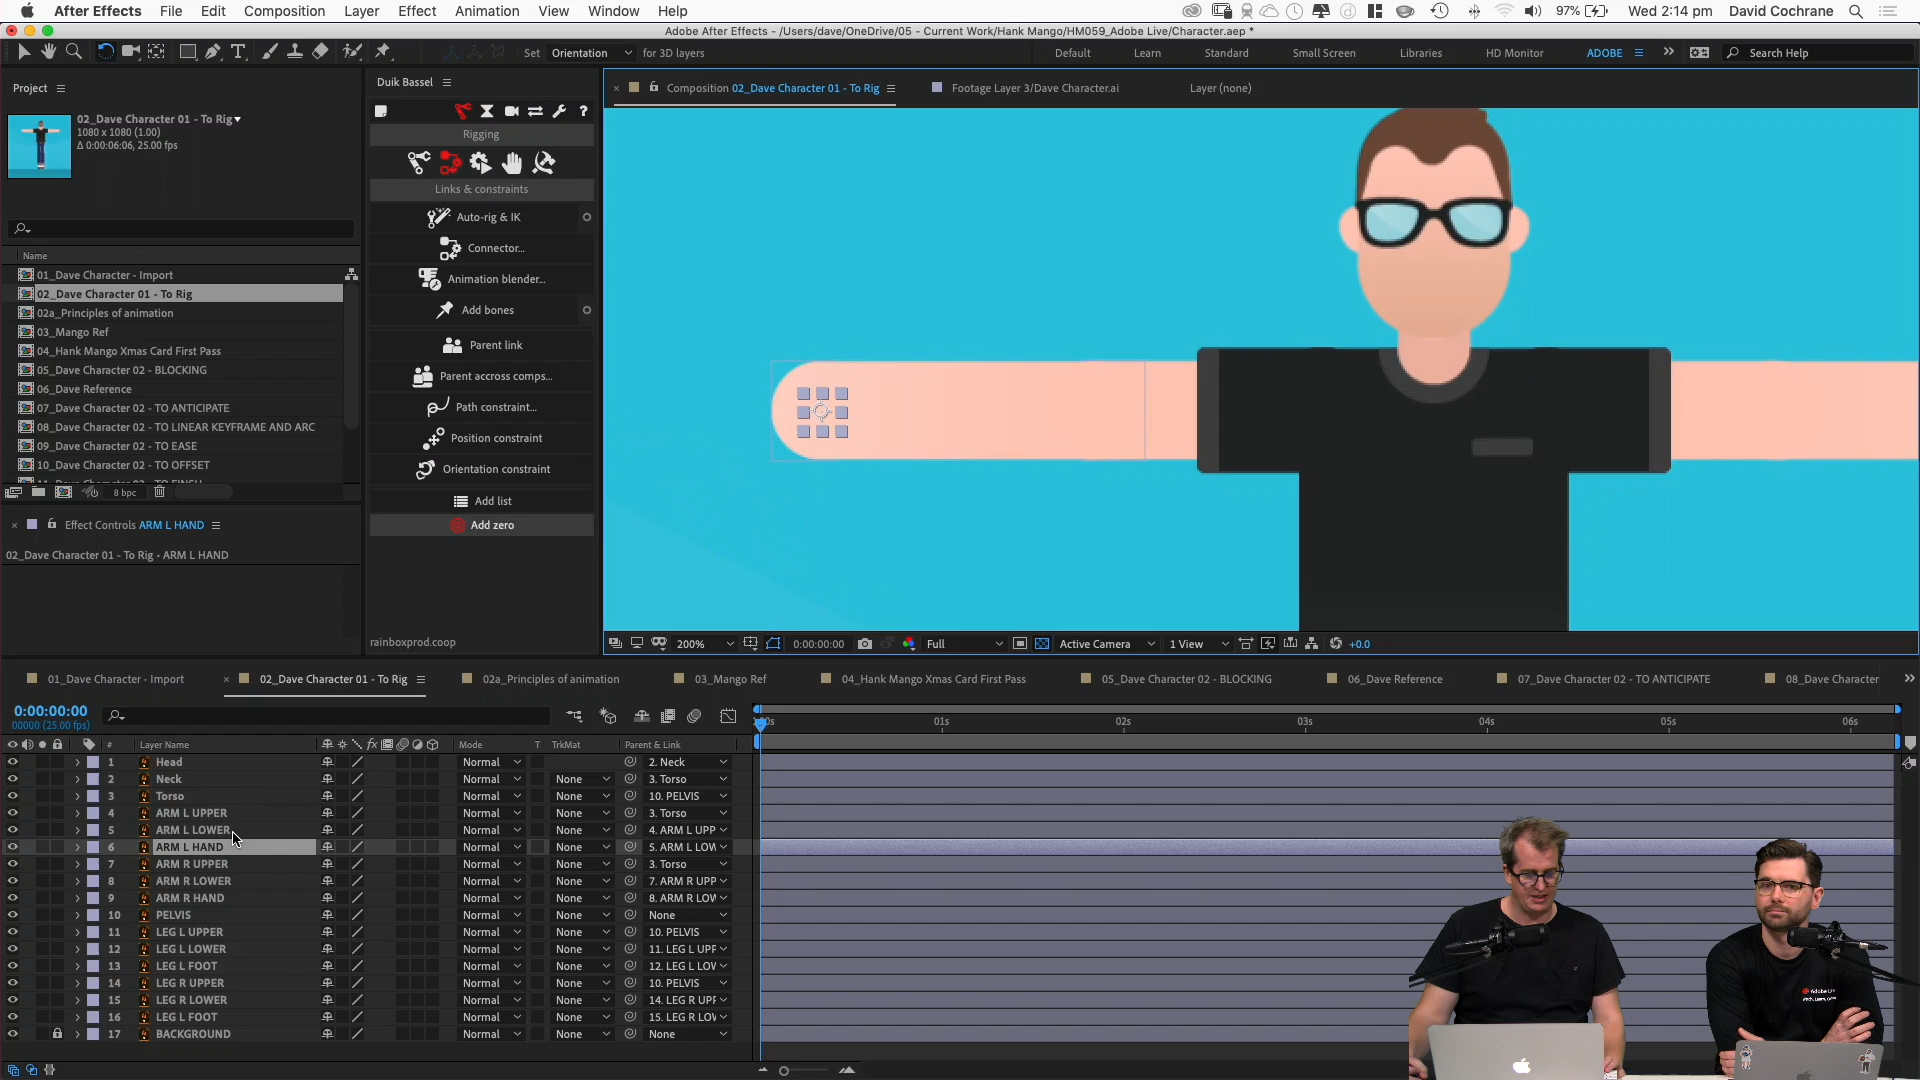 After Effects File Edit Composition Layer Effect Animation View Window Help 97% Wed 2:14 pm David Cochrane
Adobe After Effects - /Users/dave/OneDrive/05 - Current Work/Hank Mango/HM059_Adobe Live/Character.aep *
Set Orientation for 3D layers Default Learn Standard Small Screen Libraries HD Monitor ADOBE Search Help
Project
02_Dave Character 01 - To Rig
1080 x 1080 (1.00)
Δ 0:00:06:06, 25.00 fps
Name
01_Dave Character - Import
02_Dave Character 01 - To Rig
02a_Principles of animation
03_Mango Ref
04_Hank Mango Xmas Card First Pass
05_Dave Character 02 - BLOCKING
06_Dave Reference
07_Dave Character 02 - TO ANTICIPATE
08_Dave Character 02 - TO LINEAR KEYFRAME AND ARC
09_Dave Character 02 - TO EASE
10_Dave Character 02 - TO OFFSET
8 bpc
Effect Controls ARM L HAND
02_Dave Character 01 - To Rig • ARM L HAND
Duik Bassel
Rigging
Links & constraints
Auto-rig & IK
Connector...
Animation blender...
Add bones
Parent link
Parent accross comps...
Path constraint...
Position constraint
Orientation constraint
Add list
Add zero
rainboxprod.coop
Composition 02_Dave Character 01 - To Rig Footage Layer 3/Dave Character.ai Layer (none)
200% 0:00:00:00 Full Active Camera 1 View +0.0
01_Dave Character - Import 02_Dave Character 01 - To Rig 02a_Principles of animation 03_Mango Ref 04_Hank Mango Xmas Card First Pass 05_Dave Character 02 - BLOCKING 06_Dave Reference 07_Dave Character 02 - TO ANTICIPATE 08_Dave Character
0:00:00:00
00000 (25.00 fps)
01s 02s 03s 04s 05s 06s
# Layer Name Mode T TrkMat Parent & Link
1 Head Normal 2. Neck
2 Neck Normal None 3. Torso
3 Torso Normal None 10. PELVIS
4 ARM L UPPER Normal None 3. Torso
5 ARM L LOWER Normal None 4. ARM L UPP
6 ARM L HAND Normal None 5. ARM L LOW
7 ARM R UPPER Normal None 3. Torso
8 ARM R LOWER Normal None 7. ARM R UPP
9 ARM R HAND Normal None 8. ARM R LOW
10 PELVIS Normal None None
11 LEG L UPPER Normal None 10. PELVIS
12 LEG L LOWER Normal None 11. LEG L UPP
13 LEG L FOOT Normal None 12. LEG L LOW
14 LEG R UPPER Normal None 10. PELVIS
15 LEG R LOWER Normal None 14. LEG R UPP
16 LEG L FOOT Normal None 15. LEG R LOW
17 BACKGROUND Normal None None